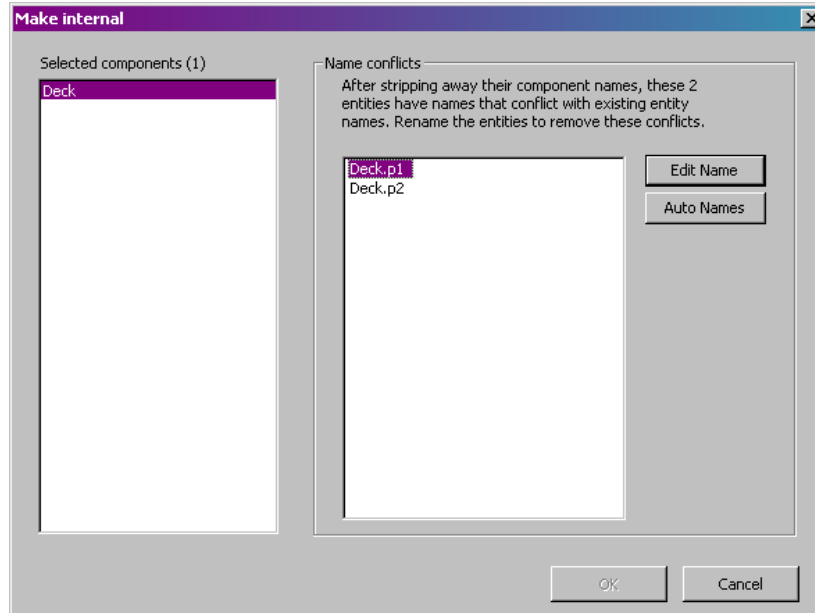 Make internal
Selected components (1)
Deck
Name conflicts
After stripping away their component names, these 2
entities have names that conflict with existing entity
names. Rename the entities to remove these conflicts.
Deck.p1
Deck.p2
Edit Name
Auto Names
OK
Cancel